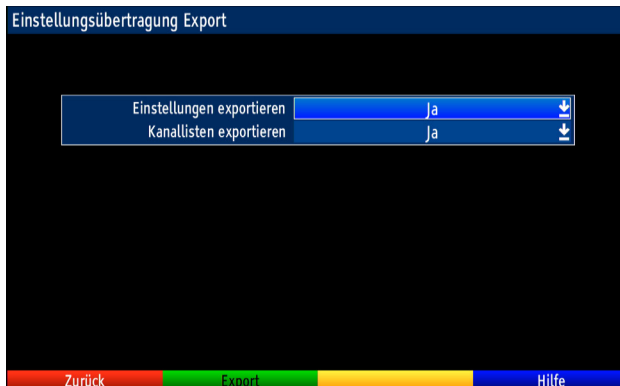 Einstellungsübertragung Export
Einstellungen exportieren Ja
Kanallisten exportieren Ja
Zurück Export Hilfe